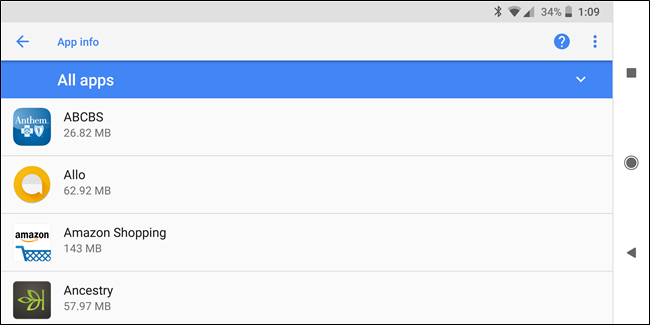 34% 1:09
App info
?
All apps
Anthem
ABCBS
26.82 MB
Allo
62.92 MB
amazon
Amazon Shopping
143 MB
Ancestry
57.97 MB